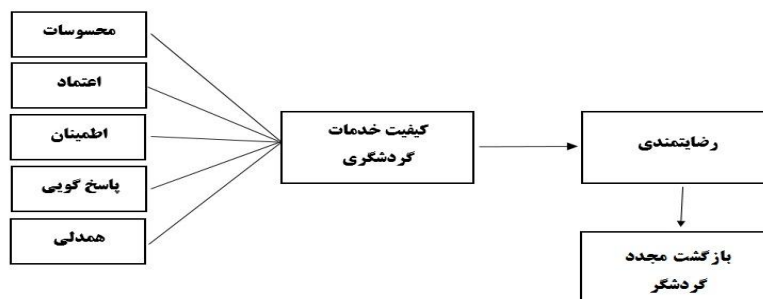 محسوسات
اعتماد
اطمینان
پاسخ گویی
همدلی
کیفیت خدمات
گردشگری
رضایتمندی
بازگشت مجدد
گردشگر